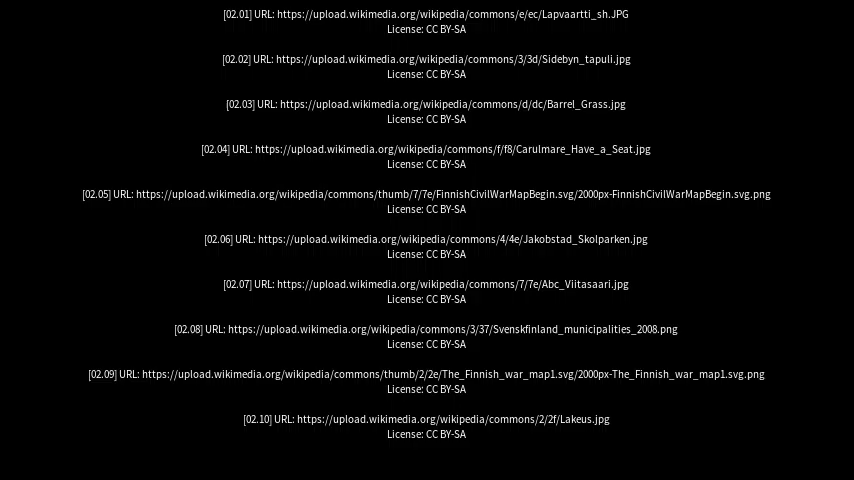 [02.01] URL: https://upload.wikimedia.org/wikipedia/commons/e/ec/Lapvaartti_sh.JPG
License: CC BY-SA
[02.02] URL: https://upload.wikimedia.org/wikipedia/commons/3/3d/Sidebyn_tapuli.jpg
License: CC BY-SA
[02.03] URL: https://upload.wikimedia.org/wikipedia/commons/d/dc/Barrel_Grass.jpg
License: CC BY-SA
[02.04] URL: https://upload.wikimedia.org/wikipedia/commons/f/f8/Carulmare_Have_a_Seat.jpg
License: CC BY-SA
[02.05] URL: https://upload.wikimedia.org/wikipedia/commons/thumb/7/7e/FinnishCivilWarMapBegin.svg/2000px-FinnishCivilWarMapBegin.svg.png
License: CC BY-SA
[02.06] URL: https://upload.wikimedia.org/wikipedia/commons/4/4e/Jakobstad_Skolparken.jpg
License: CC BY-SA
[02.07] URL: https://upload.wikimedia.org/wikipedia/commons/7/7e/Abc_Viitasaari.jpg
License: CC BY-SA
[02.08] URL: https://upload.wikimedia.org/wikipedia/commons/3/37/Svenskfinland_municipalities_2008.png
License: CC BY-SA
[02.09] URL: https://upload.wikimedia.org/wikipedia/commons/thumb/2/2e/The_Finnish_war_map1.svg/2000px-The_Finnish_war_map1.svg.png
License: CC BY-SA
[02.10] URL: https://upload.wikimedia.org/wikipedia/commons/2/2f/Lakeus.jpg
License: CC BY-SA